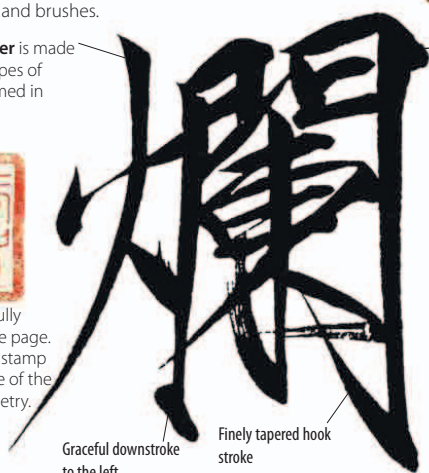 and brushes.
er is made
pes of
med in
爛
ully
e page.
stamp
e of the
etry.
Graceful downstroke
to the left
Finely tapered hook
stroke